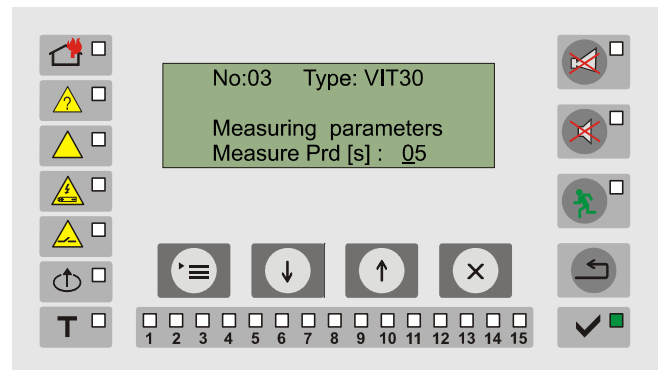 No:03 Type: VIT30
Measuring parameters
Measure Prd [s] : 05
?
T
1 2 3 4 5 6 7 8 9 10 11 12 13 14 15